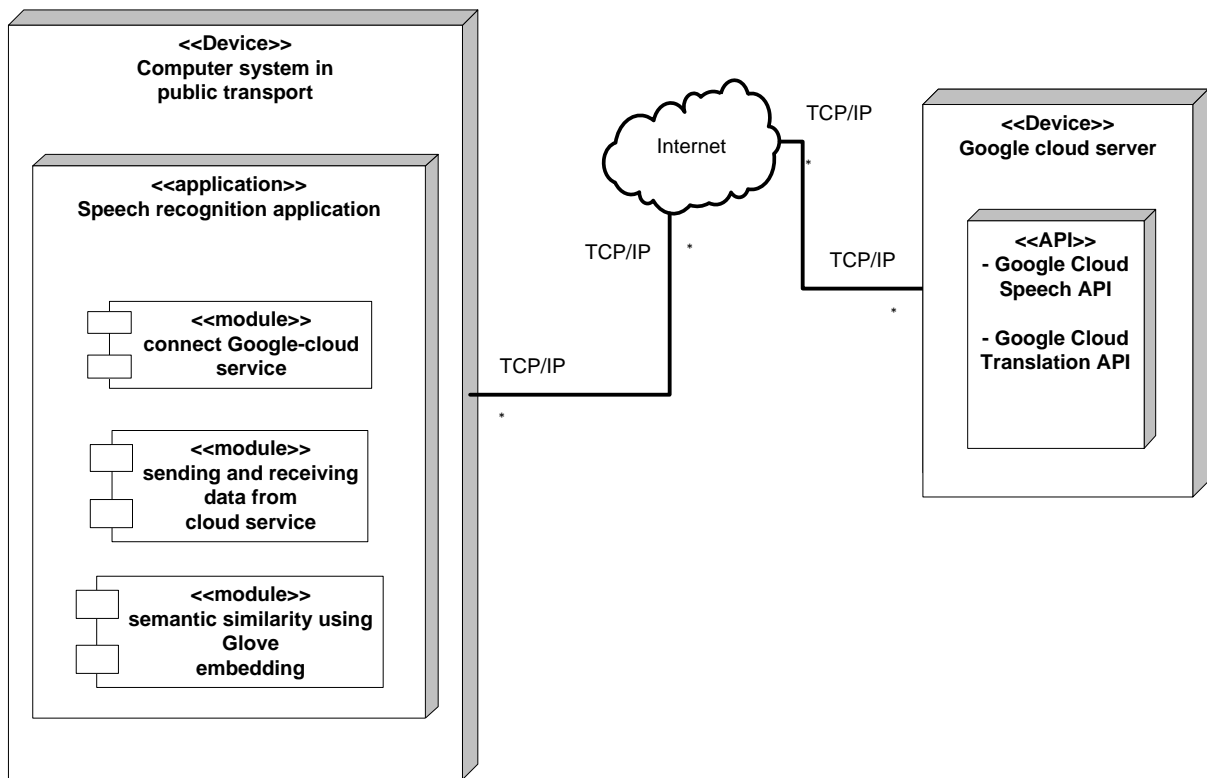 <<Device>>
Computer system in
public transport
<<application>>
Speech recognition application
<<module>>
connect Google-cloud
service
<<module>>
sending and receiving
data from
cloud service
<<module>>
semantic similarity using
Glove
embedding
TCP/IP
*
TCP/IP
*
Internet
TCP/IP
*
TCP/IP
*
<<Device>>
Google cloud server
<<API>>
- Google Cloud
Speech API
- Google Cloud
Translation API